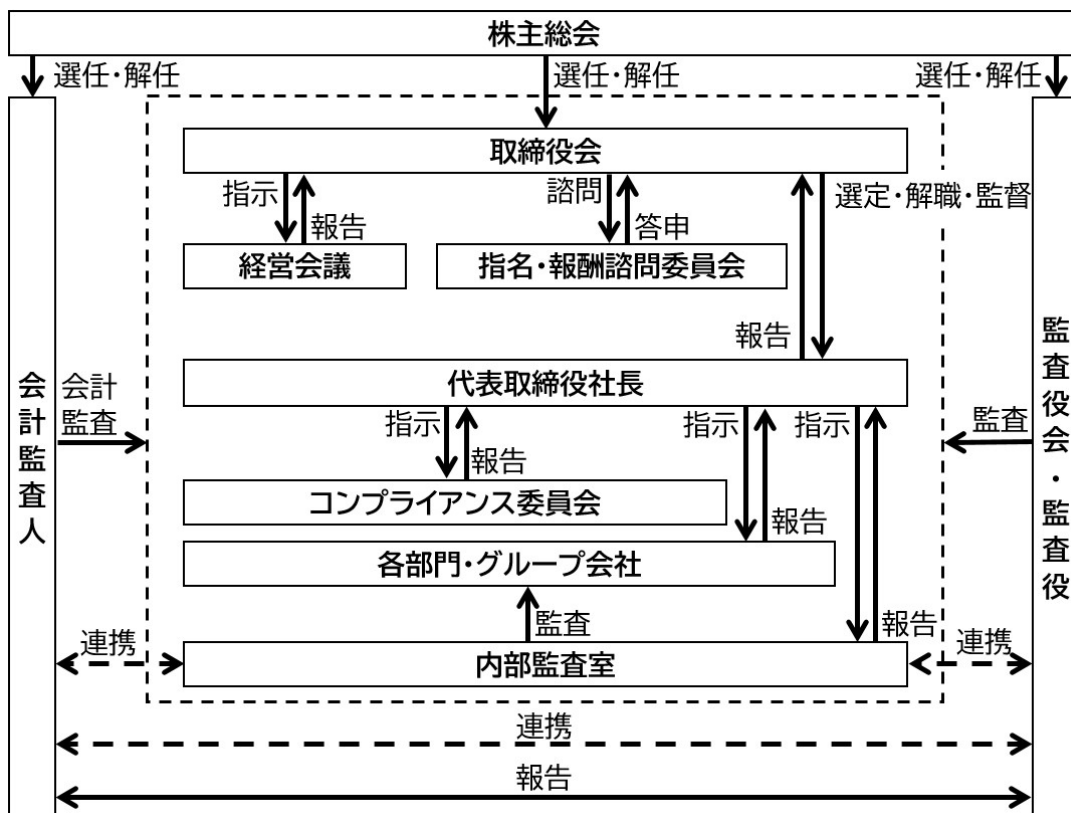 株主総会
選任・解任
選任・解任
選任・解任
取締役会
指示
報告
諮問
答申
選定・解職・監督
経営会議
指名・報酬諮問委員会
報告
代表取締役社長
会計監査人
会計
監査
監査役会・監査役
監査
指示
報告
指示
報告
指示
報告
コンプライアンス委員会
各部門・グループ会社
監査
内部監査室
連携
連携
連携
報告